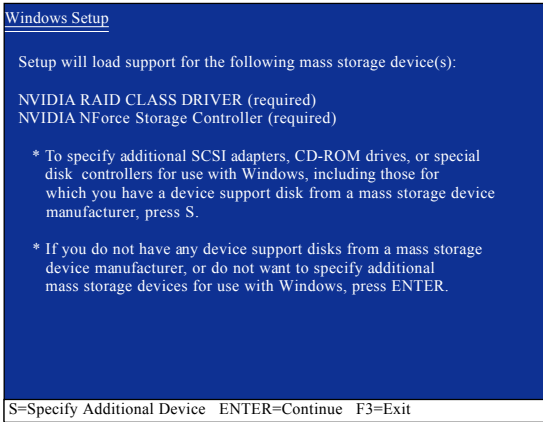 Windows Setup
Setup will load support for the following mass storage device(s):
NVIDIA RAID CLASS DRIVER (required)
NVIDIA NForce Storage Controller (required)
* To specify additional SCSI adapters, CD-ROM drives, or special
disk controllers for use with Windows, including those for
which you have a device support disk from a mass storage device
manufacturer, press S.
* If you do not have any device support disks from a mass storage
device manufacturer, or do not want to specify additional
mass storage devices for use with Windows, press ENTER.
S=Specify Additional Device ENTER=Continue F3=Exit